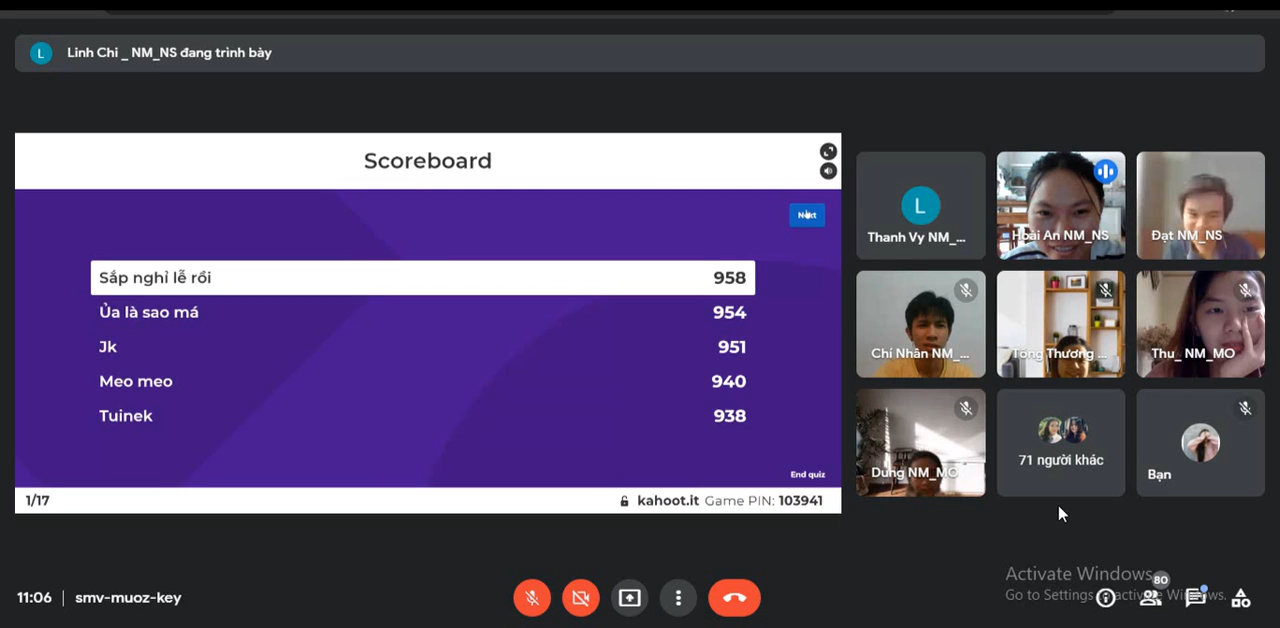 L
Linh Chi _ NM_NS đang trình bày
Scoreboard
Next
Sắp nghỉ lễ rồi 958
Ủa là sao má 954
Jk 951
Meo meo 940
Tuinek 938
End quiz
1/17
kahoot.it Game PIN: 103941
L
Thanh Vy NM_...
Hoài An NM_NS
Đạt NM_NS
Chí Nhân NM_...
Tống Thương ...
Thu_ NM_MO
Dung NM_MO
71 người khác
Bạn
Activate Windows
Go to Settings to activate Windows.
80
11:06 | smv-muoz-key